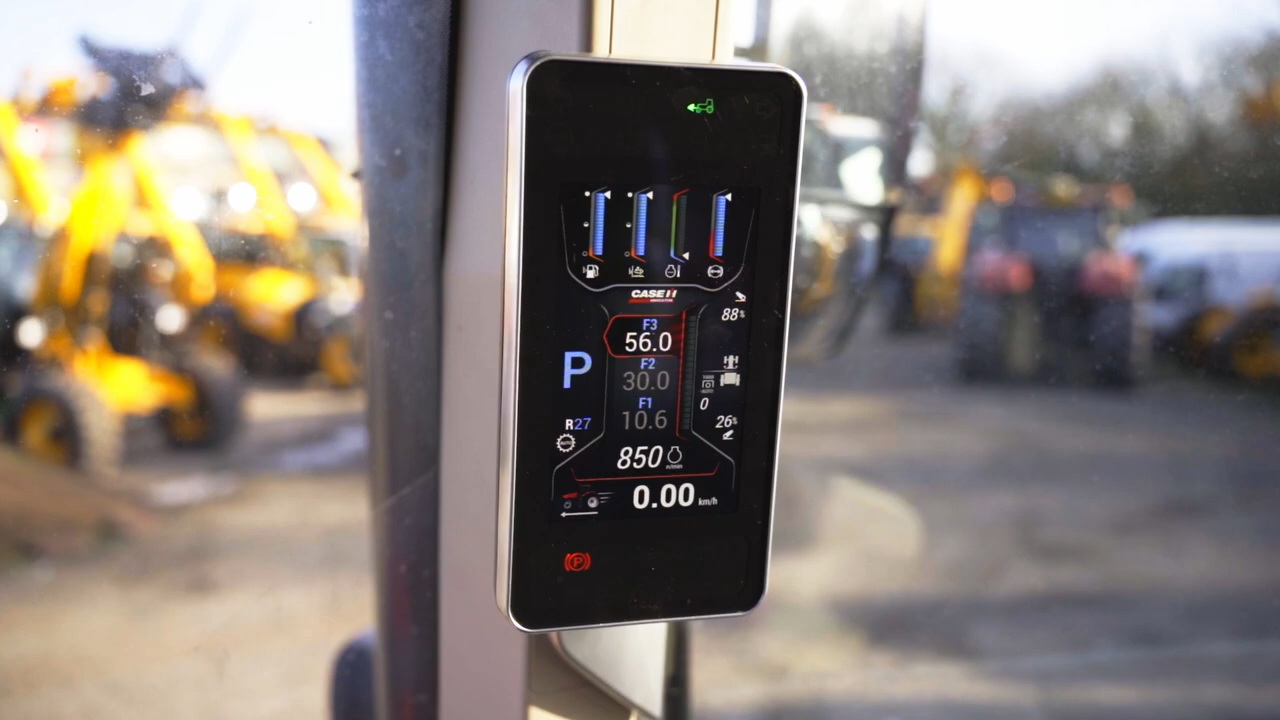 CASE IH
88%
F3
56.0
F2
30.0
P
F1
10.6
0
R27
26%
AUTO
850
n/min
0.00 km/h
P